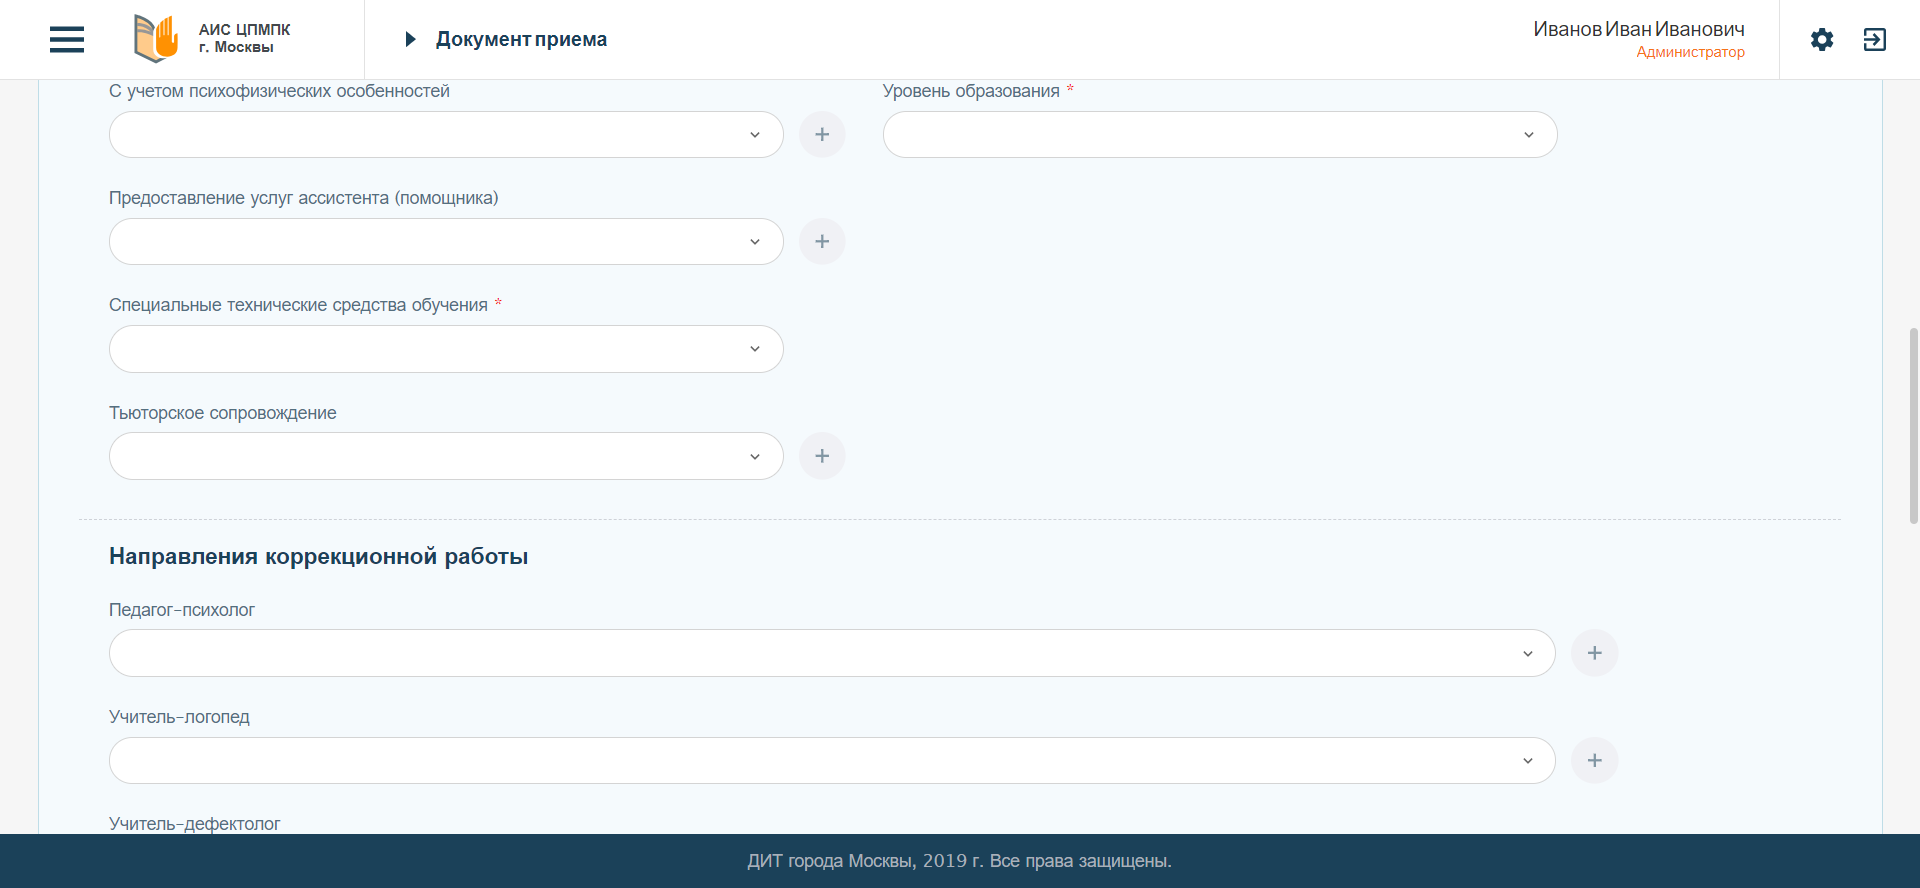 АИС ЦПМПК
г. Москвы
Документ приема
Иванов Иван Иванович
Администратор
С учетом психофизических особенностей
Уровень образования *
Предоставление услуг ассистента (помощника)
Специальные технические средства обучения *
Тьюторское сопровождение
Направления коррекционной работы
Педагог-психолог
Учитель-логопед
Учитель-дефектолог
ДИТ города Москвы, 2019 г. Все права защищены.